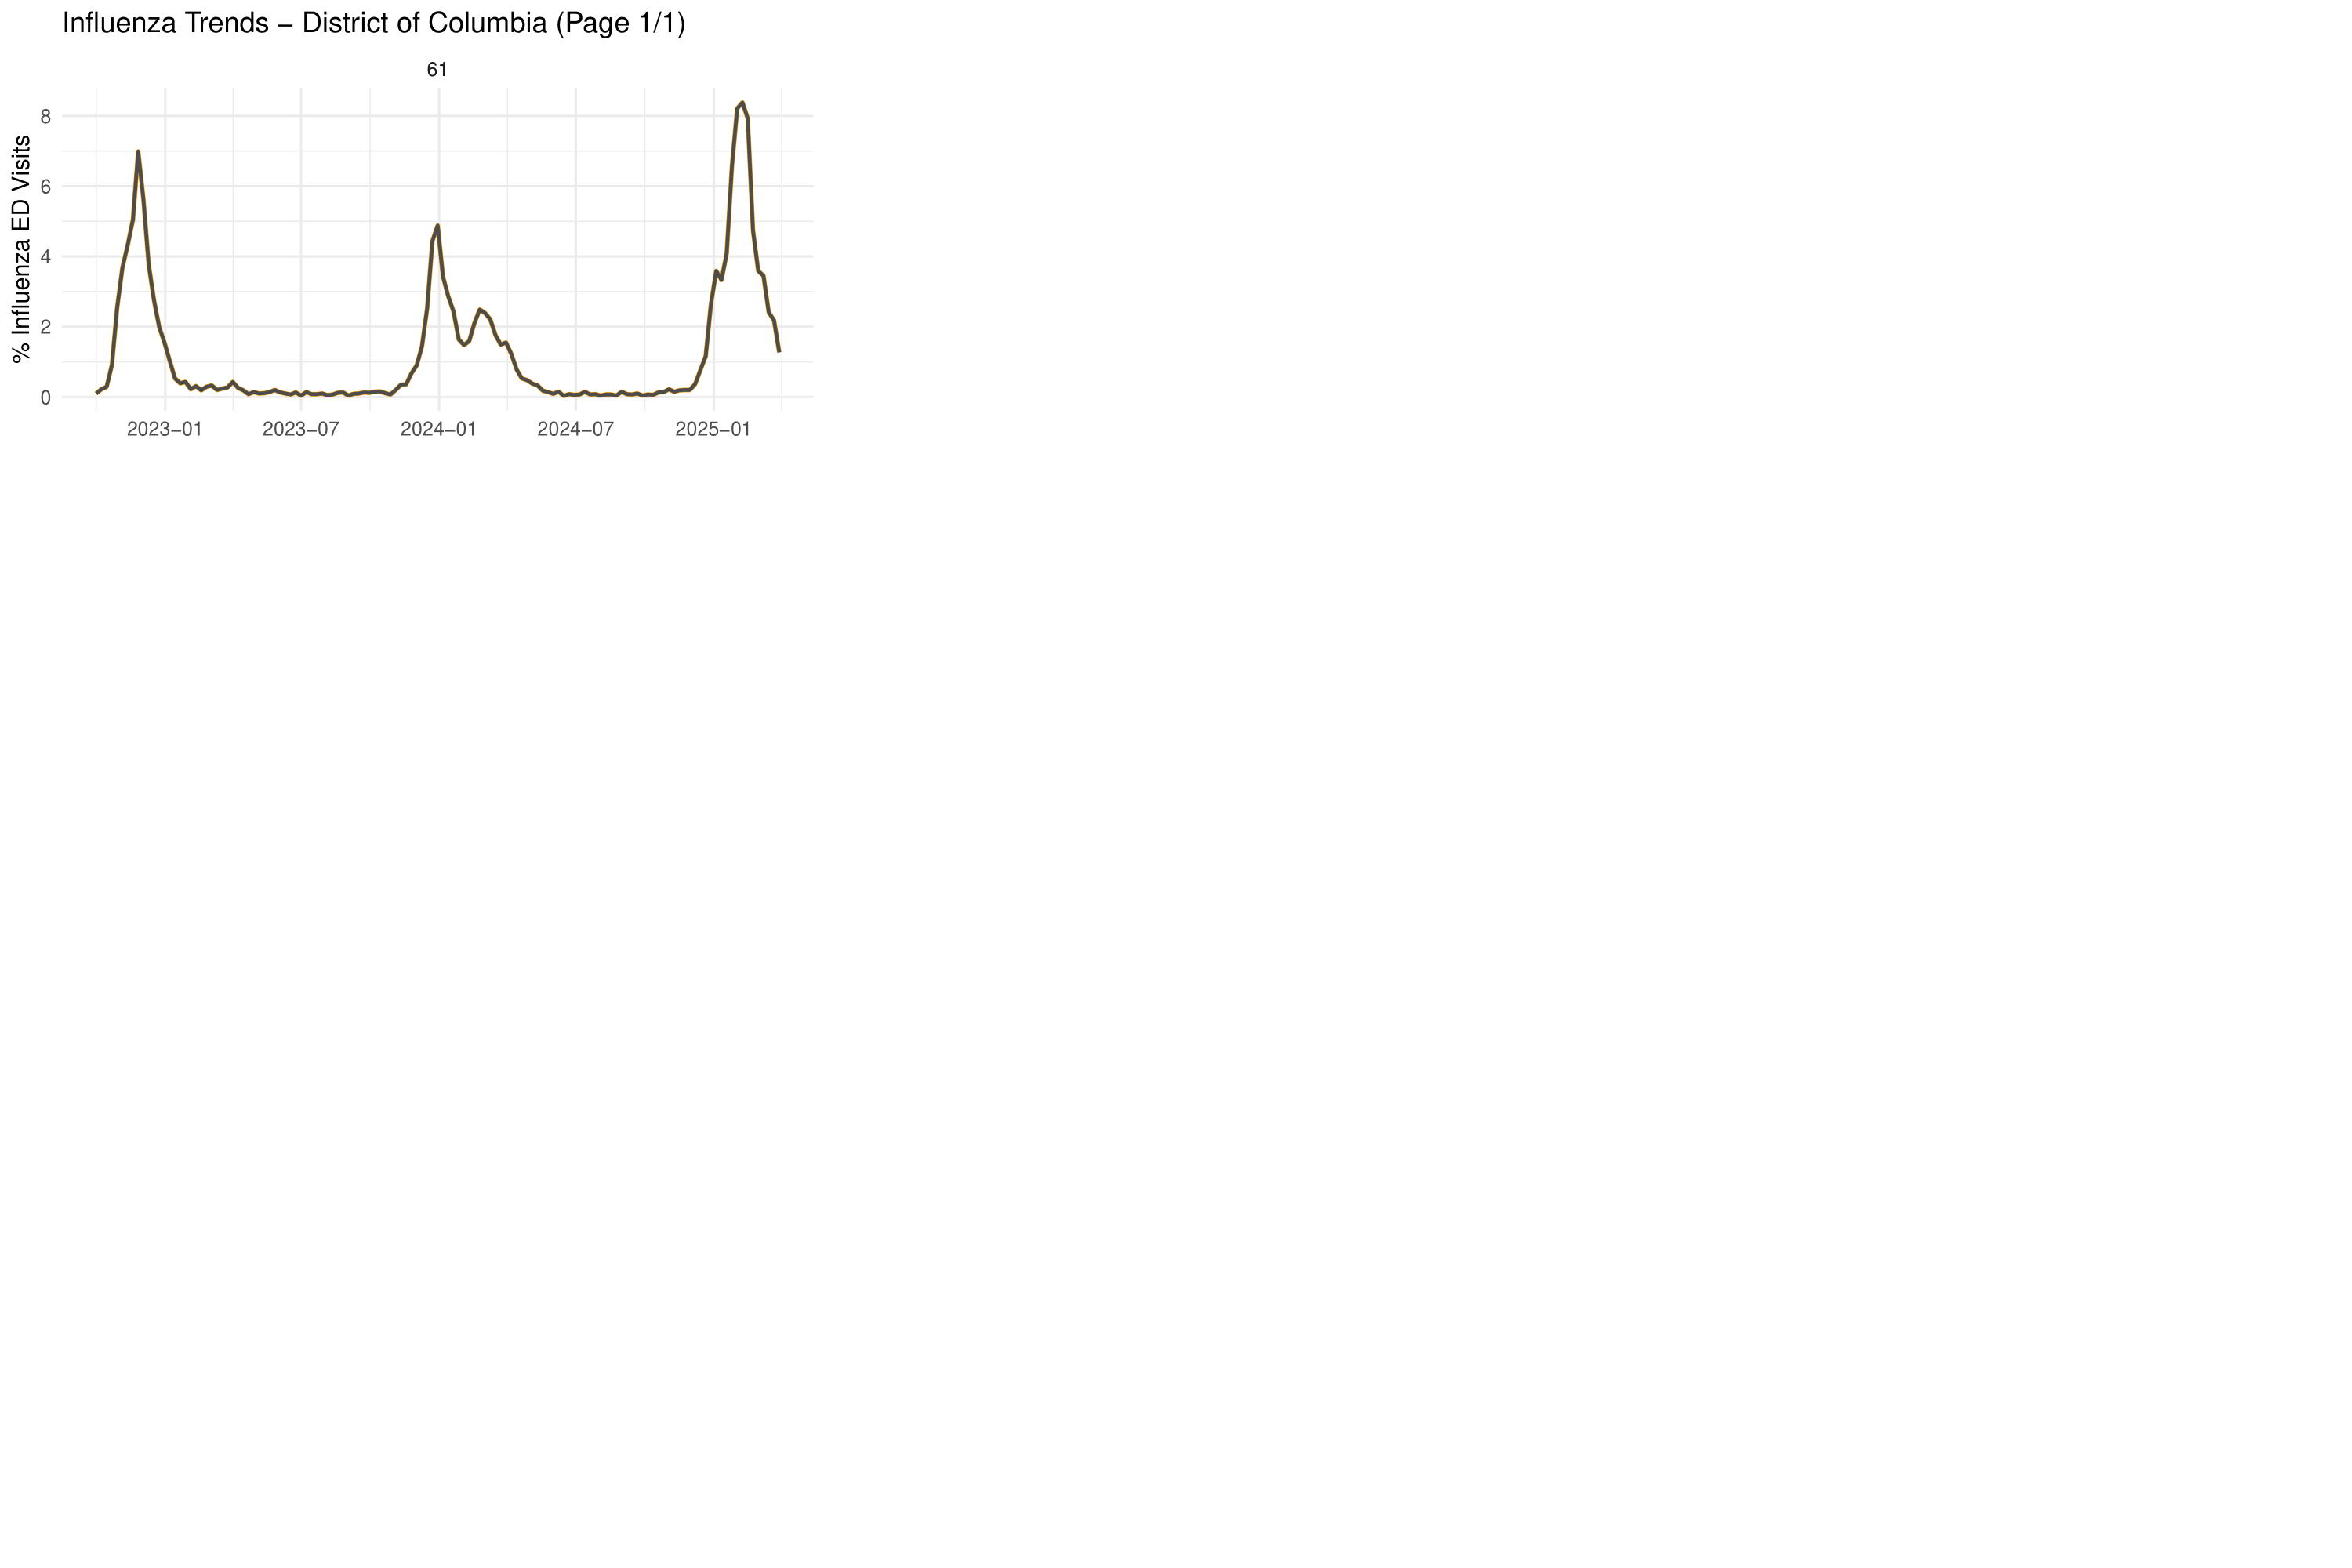 Influenza Trends – District of Columbia (Page 1/1)
61
% Influenza ED Visits
8
6
4
2
0
2023–01 2023–07 2024–01 2024–07 2025–01